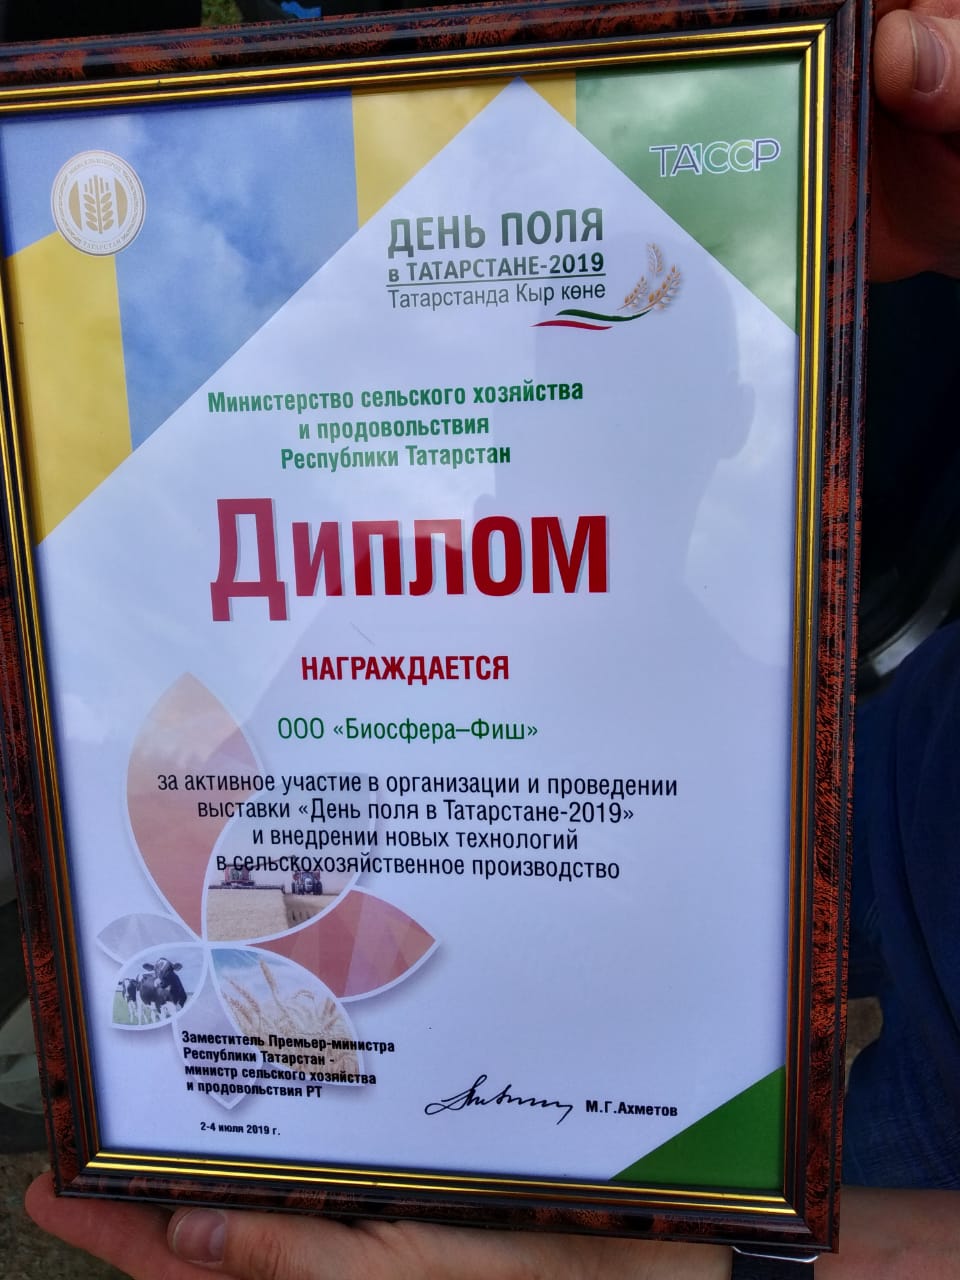 ТА1ССР
ДЕНЬ ПОЛЯ
в ТАТАРСТАНЕ-2019
Татарстанда Кыр көне
ТАТАРСТАН
Министерство сельского хозяйства
и продовольствия
Республики Татарстан
Диплом
НАГРАЖДАЕТСЯ
ООО «Биосфера–Фиш»
за активное участие в организации и проведении
выставки «День поля в Татарстане-2019»
и внедрении новых технологий
в сельскохозяйственное производство
Заместитель Премьер-министра
Республики Татарстан -
министр сельского хозяйства
и продовольствия РТ
М.Г.Ахметов
2-4 июля 2019 г.